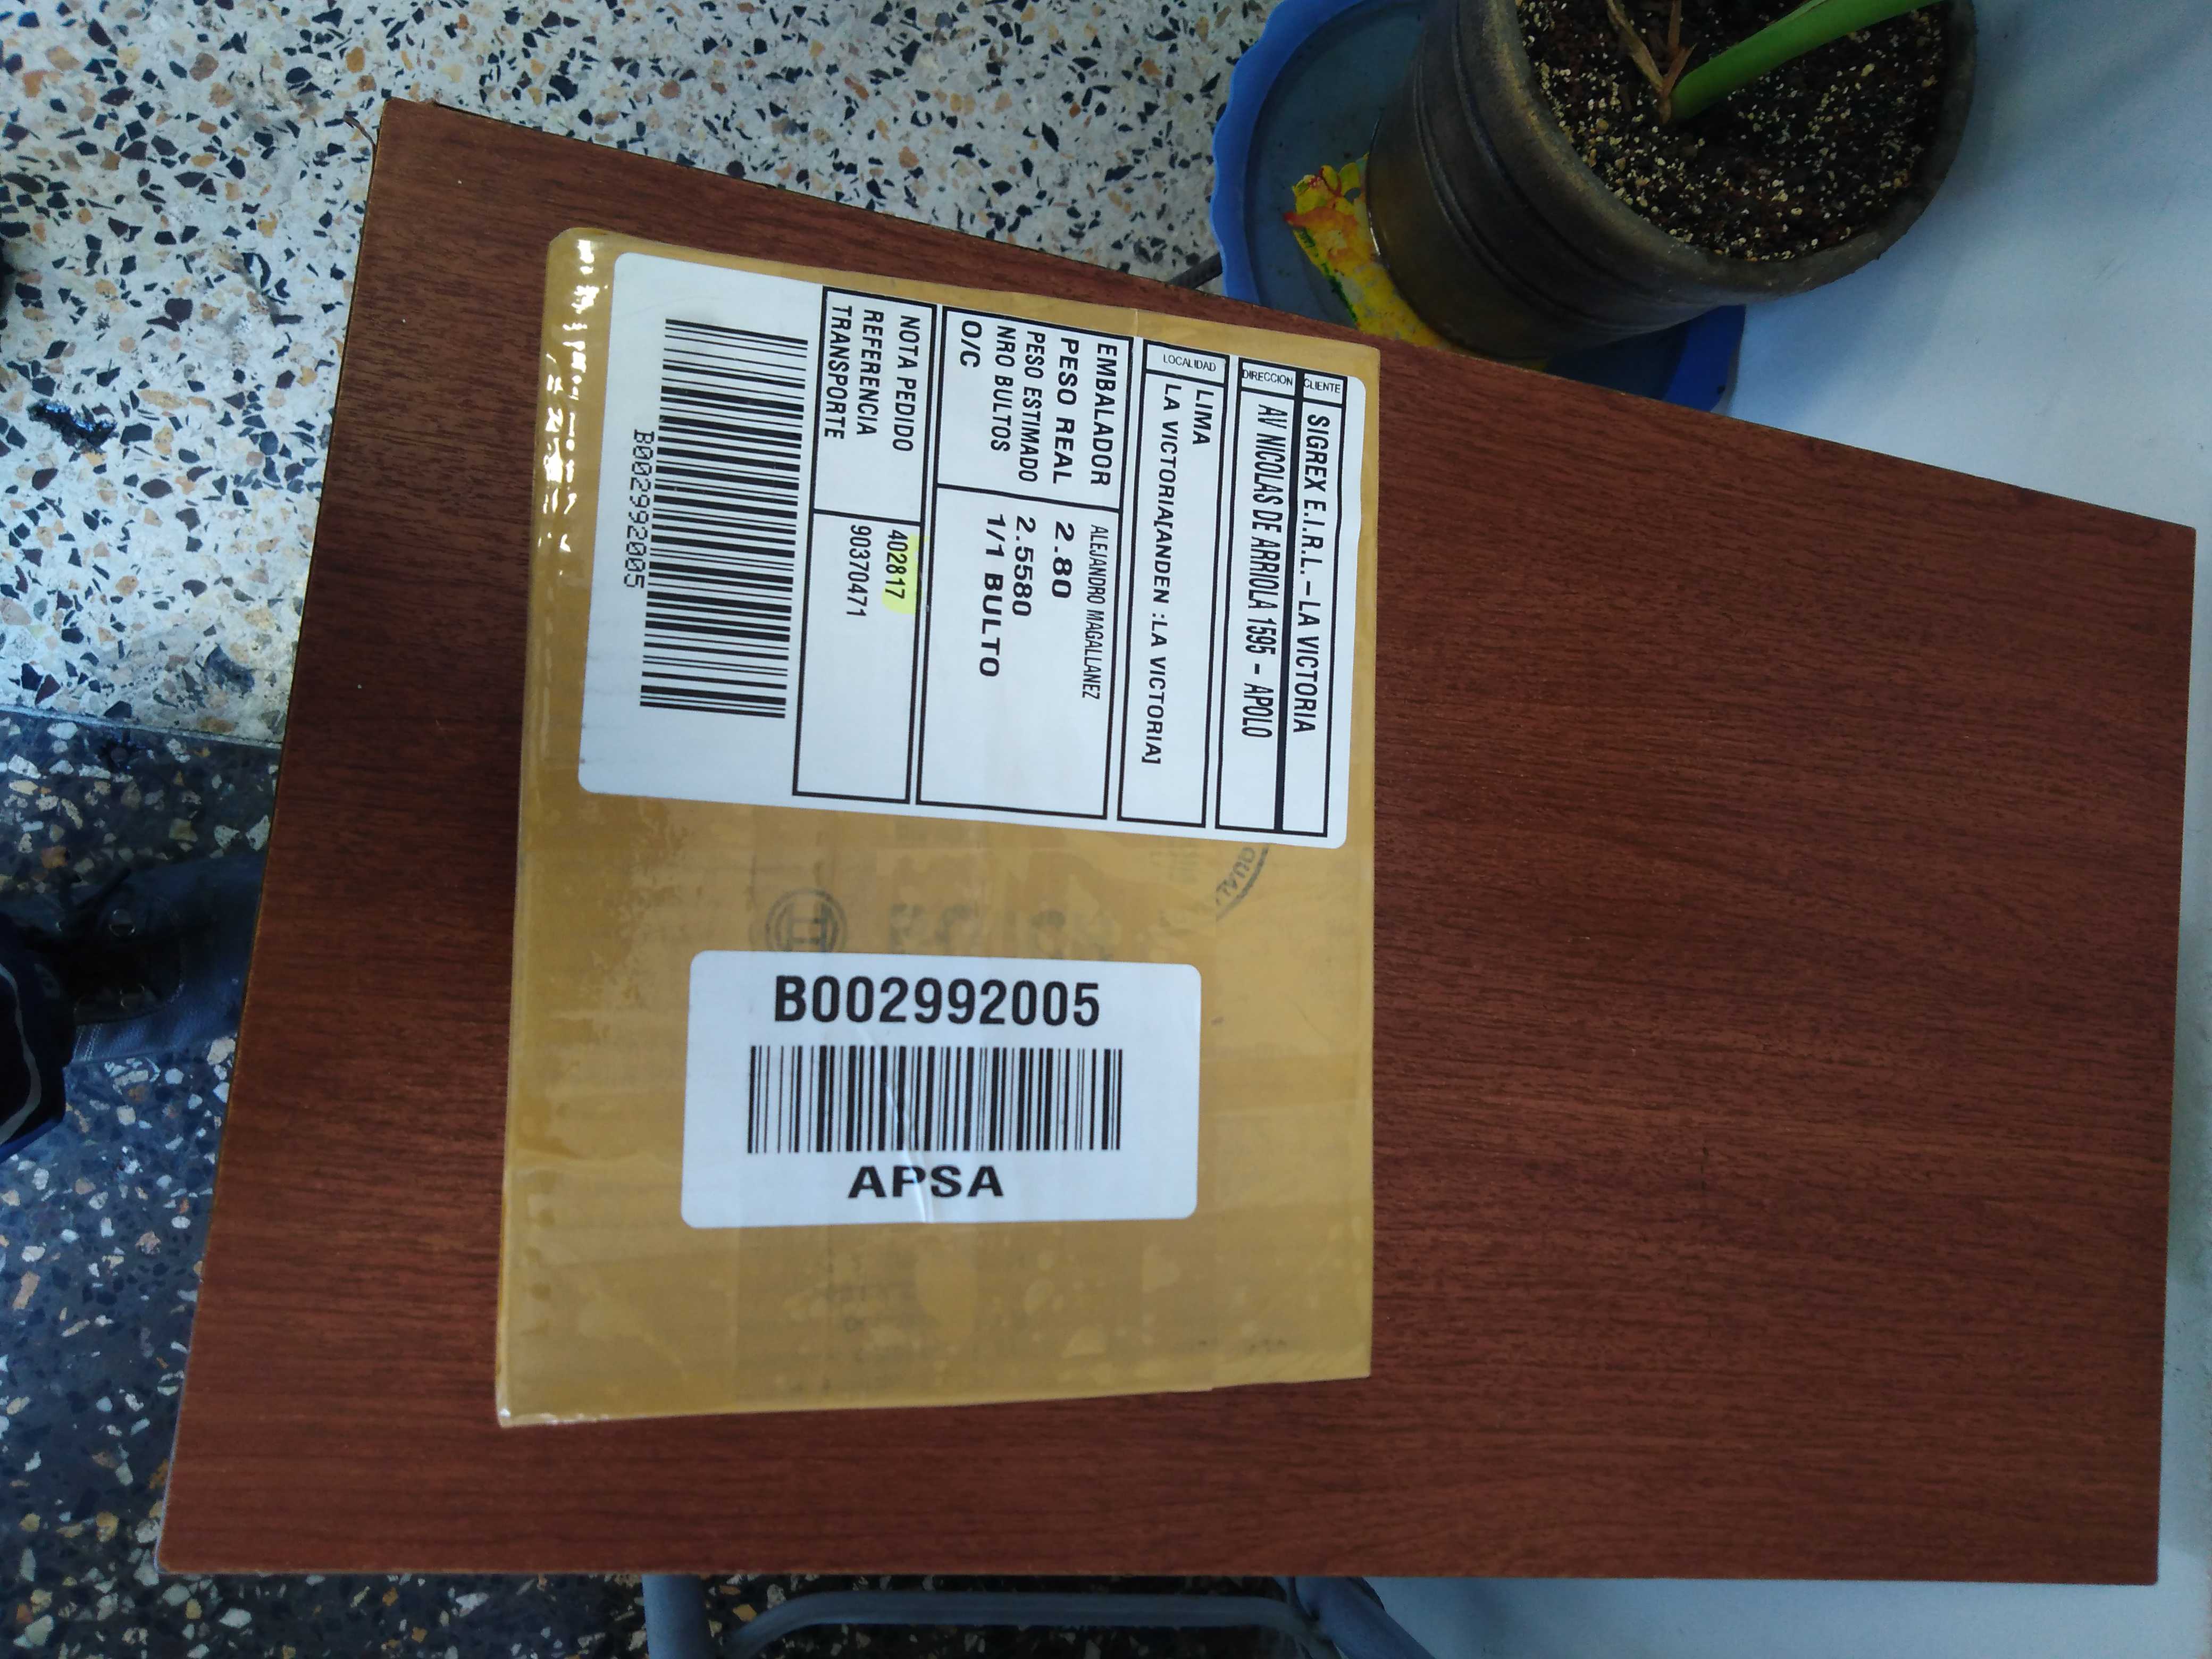 CLIENTE SIGREX E.I.R.L. – LA VICTORIA
DIRECCION AV NICOLAS DE ARRIOLA 1595 - APOLO
LOCALIDAD LIMA
LA VICTORIA[ANDEN :LA VICTORIA]
EMBALADOR ALEJANDRO MAGALLANEZ
PESO REAL 2.80
PESO ESTIMADO 2.5580
NRO BULTOS 1/1 BULTO
O/C
NOTA PEDIDO 402817
REFERENCIA 90370471
TRANSPORTE
B002992005
B002992005
APSA